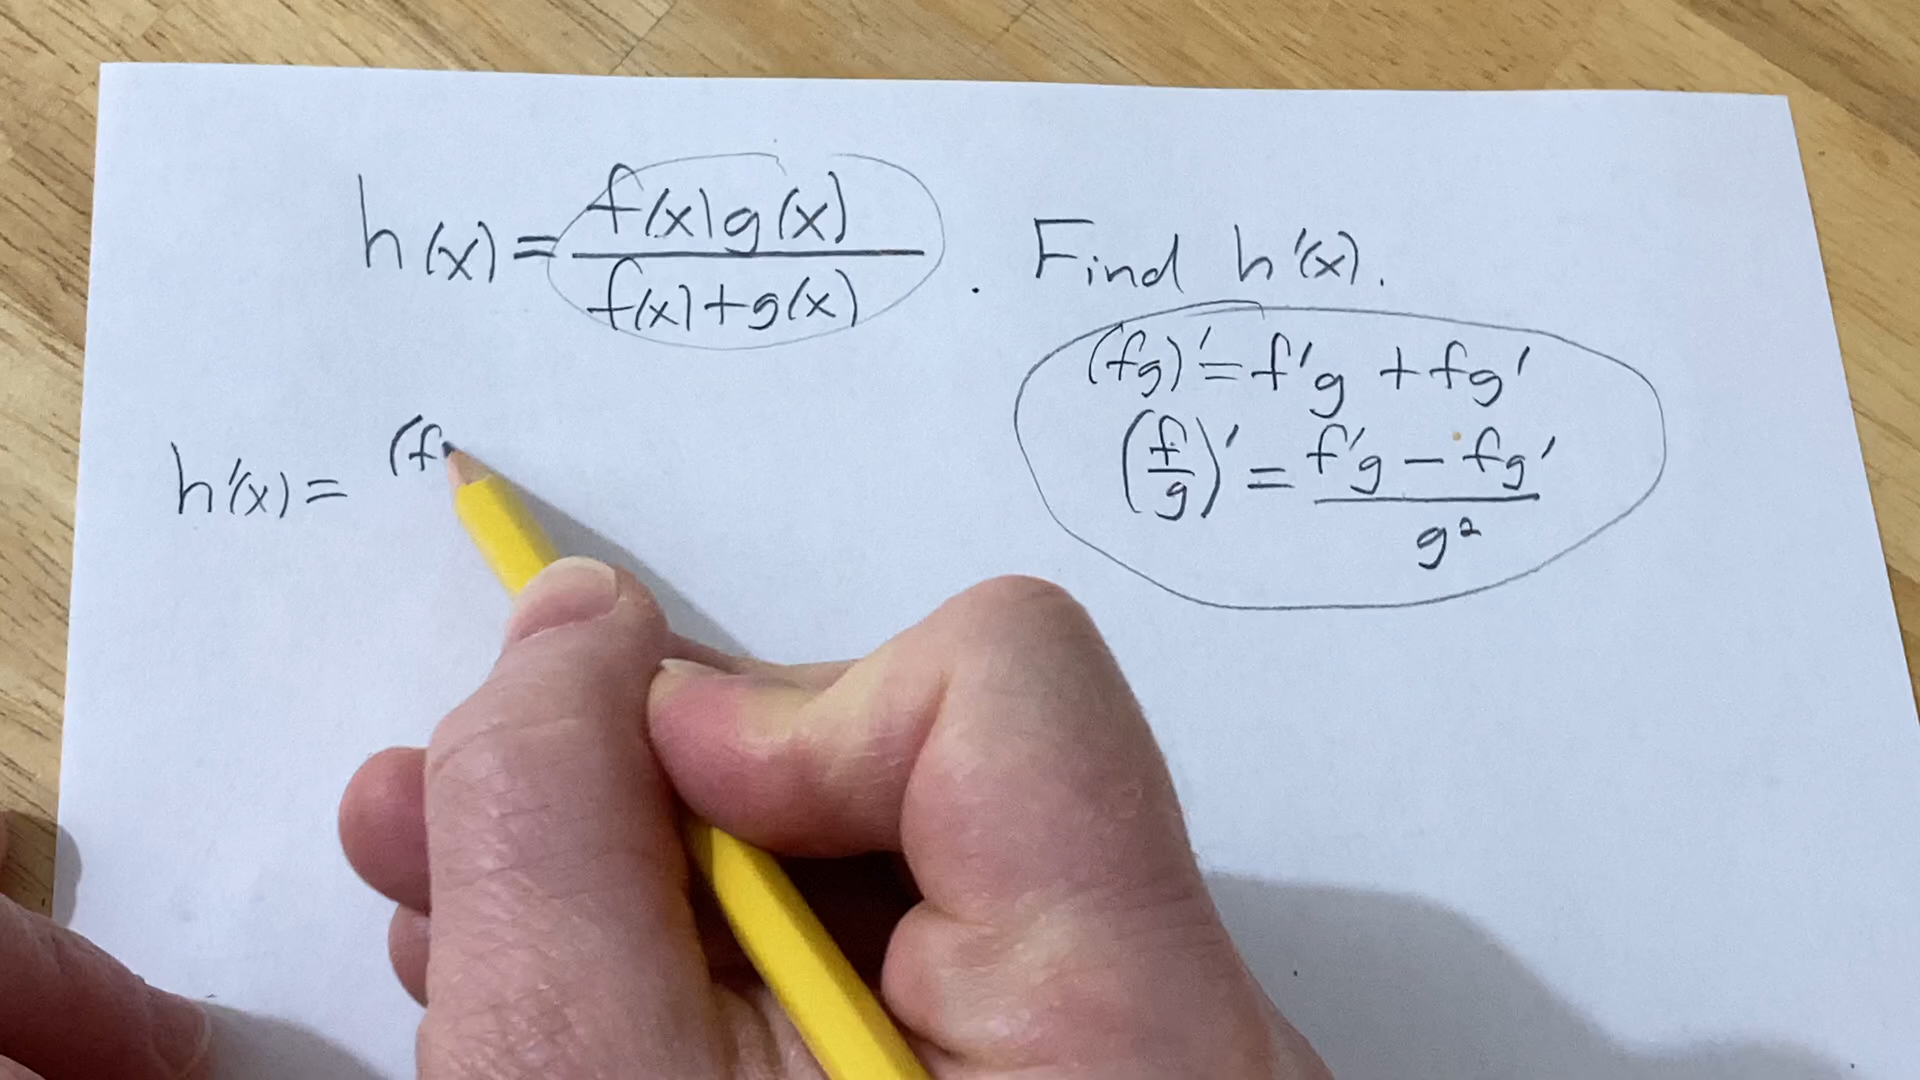 h(x) = f(x)g(x) / f(x)+g(x) . Find h'(x).
(fg)' = f'g + fg'
(f/g)' = f'g - fg' / g²
h'(x) = (f